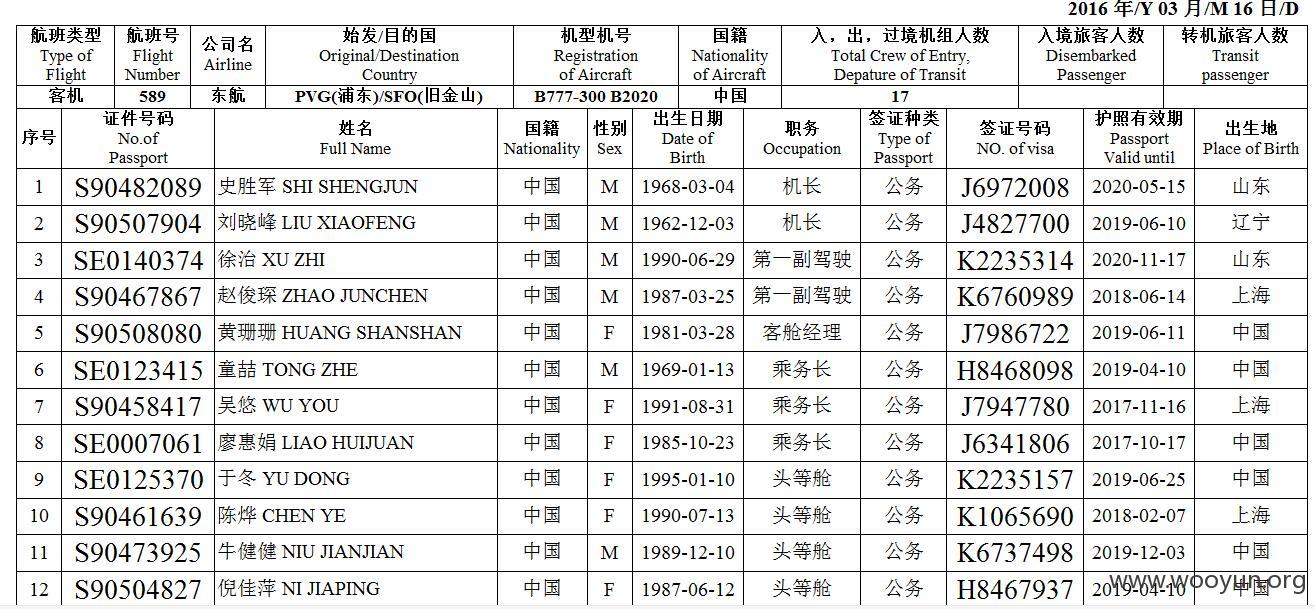 2016 年/Y 03 月/M 16 日/D
航班类型 Type of Flight 航班号 Flight Number 公司名 Airline 始发/目的国 Original/Destination Country 机型机号 Registration of Aircraft 国籍 Nationality of Aircraft 入，出，过境机组人数 Total Crew of Entry, Depature of Transit 入境旅客人数 Disembarked Passenger 转机旅客人数 Transit passenger
客机 589 东航 PVG(浦东)/SFO(旧金山) B777-300 B2020 中国 17
序号 证件号码 No.of Passport 姓名 Full Name 国籍 Nationality 性别 Sex 出生日期 Date of Birth 职务 Occupation 签证种类 Type of Passport 签证号码 NO. of visa 护照有效期 Passport Valid until 出生地 Place of Birth
1 S90482089 史胜军 SHI SHENGJUN 中国 M 1968-03-04 机长 公务 J6972008 2020-05-15 山东
2 S90507904 刘晓峰 LIU XIAOFENG 中国 M 1962-12-03 机长 公务 J4827700 2019-06-10 辽宁
3 SE0140374 徐治 XU ZHI 中国 M 1990-06-29 第一副驾驶 公务 K2235314 2020-11-17 山东
4 S90467867 赵俊琛 ZHAO JUNCHEN 中国 M 1987-03-25 第一副驾驶 公务 K6760989 2018-06-14 上海
5 S90508080 黄珊珊 HUANG SHANSHAN 中国 F 1981-03-28 客舱经理 公务 J7986722 2019-06-11 中国
6 SE0123415 童喆 TONG ZHE 中国 M 1969-01-13 乘务长 公务 H8468098 2019-04-10 中国
7 S90458417 吴悠 WU YOU 中国 F 1991-08-31 乘务长 公务 J7947780 2017-11-16 上海
8 SE0007061 廖惠娟 LIAO HUIJUAN 中国 F 1985-10-23 乘务长 公务 J6341806 2017-10-17 中国
9 SE0125370 于冬 YU DONG 中国 F 1995-01-10 头等舱 公务 K2235157 2019-06-25 中国
10 S90461639 陈烨 CHEN YE 中国 F 1990-07-13 头等舱 公务 K1065690 2018-02-07 上海
11 S90473925 牛健健 NIU JIANJIAN 中国 M 1989-12-10 头等舱 公务 K6737498 2019-12-03 中国
12 S90504827 倪佳萍 NI JIAPING 中国 F 1987-06-12 头等舱 公务 H8467937 2019-04-10 中国
www.wooyun.org